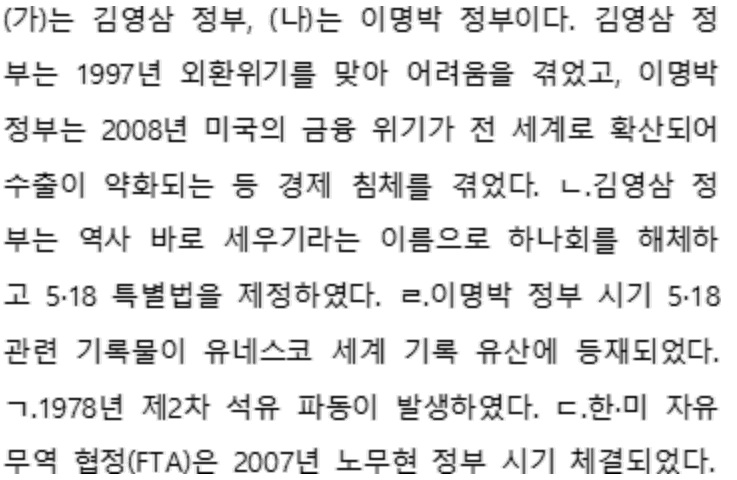 (가)는 김영삼 정부, (나)는 이명박 정부이다. 김영삼 정
부는 1997년 외환위기를 맞아 어려움을 겪었고, 이명박
정부는 2008년 미국의 금융 위기가 전 세계로 확산되어
수출이 약화되는 등 경제 침체를 겪었다. ㄴ.김영삼 정
부는 역사 바로 세우기라는 이름으로 하나회를 해체하
고 5·18 특별법을 제정하였다. ㄹ.이명박 정부 시기 5·18
관련 기록물이 유네스코 세계 기록 유산에 등재되었다.
ㄱ.1978년 제2차 석유 파동이 발생하였다. ㄷ.한·미 자유
무역 협정(FTA)은 2007년 노무현 정부 시기 체결되었다.